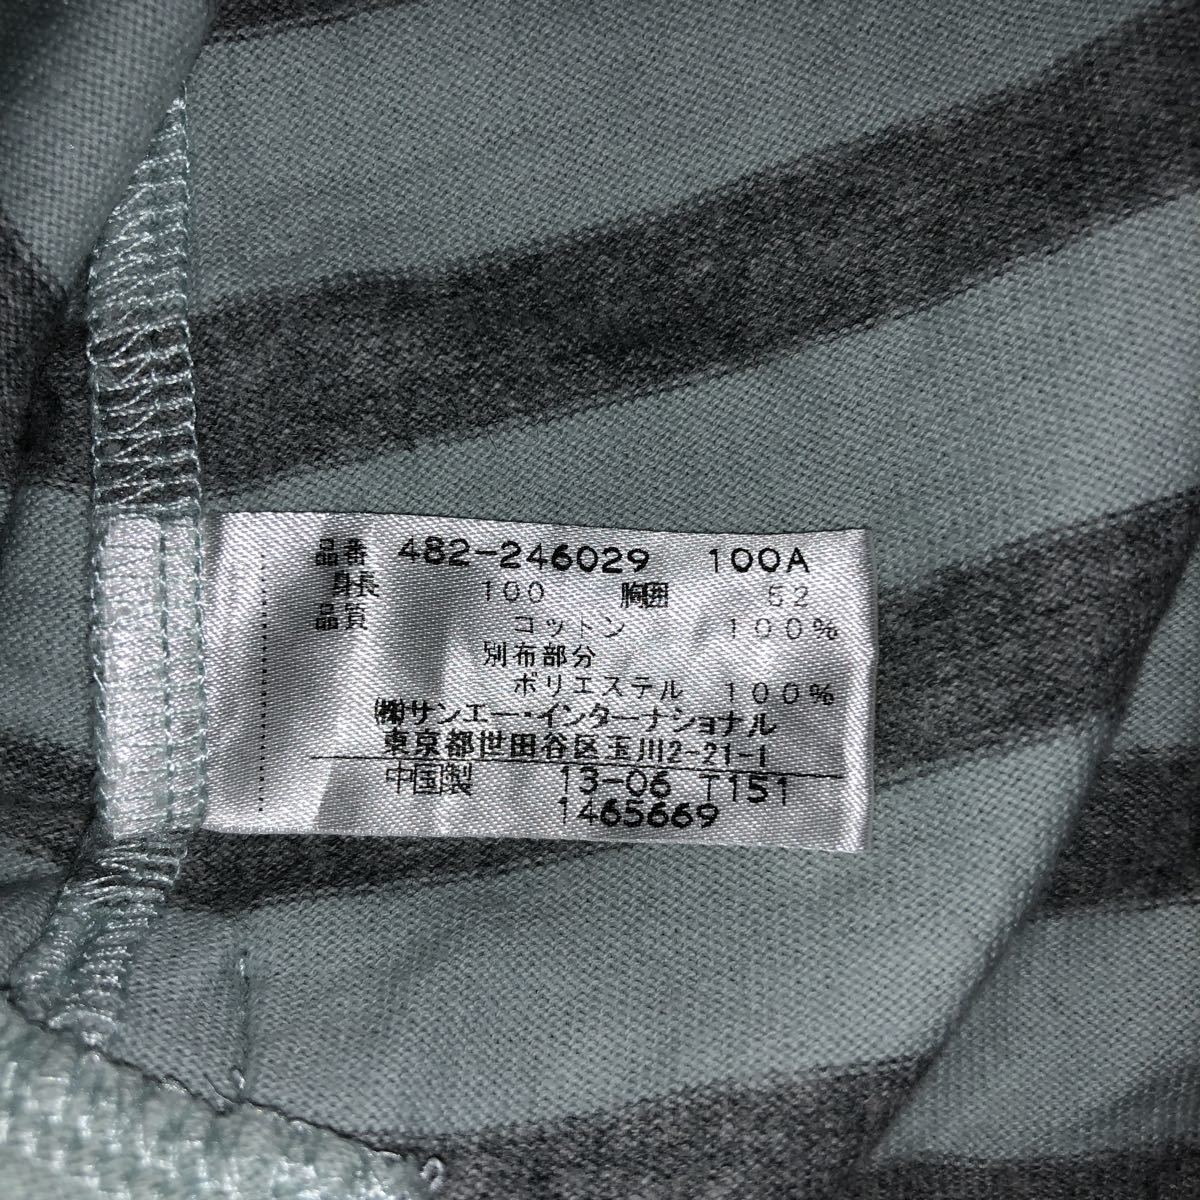 品番 482-246029 100A
身長 100 胸囲 52
品質 コットン 100%
別布部分
ポリエステル 100%
㈱サンエー・インターナショナル
東京都世田谷区玉川2-21-1
中国製 13-06 T151
1465669